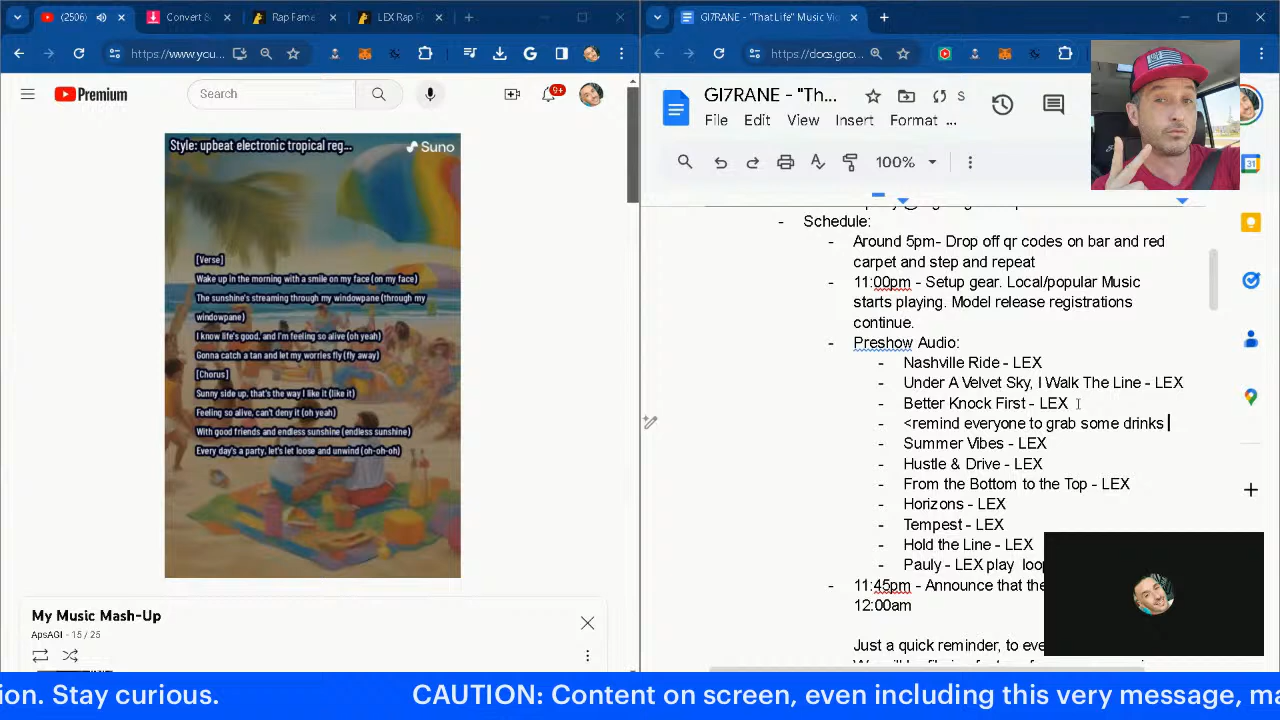 (2506)
Convert &
Rap Fame
LEX Rap F
GI7RANE - "That Life" Music Vi
https://www.you...
https://docs.goo...
Premium
Search
9+
GI7RANE - "Th...
S
File Edit View Insert Format ...
100%
Style: upbeat electronic tropical reg...
Suno
[Verse]
Wake up in the morning with a smile on my face (on my face)
The sunshine's streaming through my windowpane (through my
windowpane)
I know life's good, and I'm feeling so alive (oh yeah)
Gonna catch a tan and let my worries fly (fly away)
[Chorus]
Sunny side up, that's the way I like it (like it)
Feeling so alive, can't deny it (oh yeah)
With good friends and endless sunshine (endless sunshine)
Every day's a party, let's let loose and unwind (oh-oh-oh)
My Music Mash-Up
ApsAGI - 15 / 25
- Schedule:
- Around 5pm- Drop off qr codes on bar and red
carpet and step and repeat
- 11:00pm - Setup gear. Local/popular Music
starts playing. Model release registrations
continue.
- Preshow Audio:
- Nashville Ride - LEX
- Under A Velvet Sky, I Walk The Line - LEX
- Better Knock First - LEX
- <remind everyone to grab some drinks
- Summer Vibes - LEX
- Hustle & Drive - LEX
- From the Bottom to the Top - LEX
- Horizons - LEX
- Tempest - LEX
- Hold the Line - LEX
- Pauly - LEX play loop
- 11:45pm - Announce that the
12:00am
Just a quick reminder, to eve
31
ion. Stay curious. CAUTION: Content on screen, even including this very message, ma